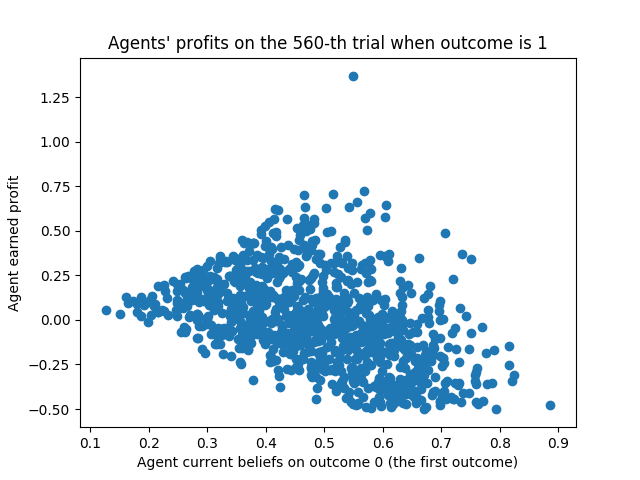 Agents' profits on the 560-th trial when outcome is 1
Agent earned profit
1.25
1.00
0.75
0.50
0.25
0.00
−0.25
−0.50
0.1 0.2 0.3 0.4 0.5 0.6 0.7 0.8 0.9
Agent current beliefs on outcome 0 (the first outcome)